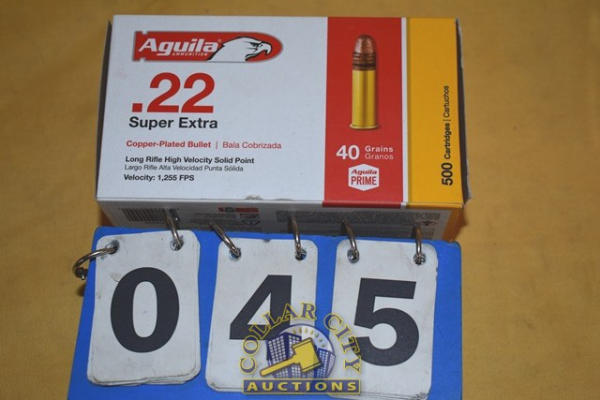 Aguila
AMMUNITION
.22
Super Extra
Copper-Plated Bullet | Bala Cobrizada
Long Rifle High Velocity Solid Point
Largo Rifle Alta Velocidad Punta Sólida
Velocity: 1,255 FPS
40 Grains
Granos
Aguila
PRIME
500 Cartridges | Cartuchos
0 4 5
COLLAR CITY
AUCTIONS